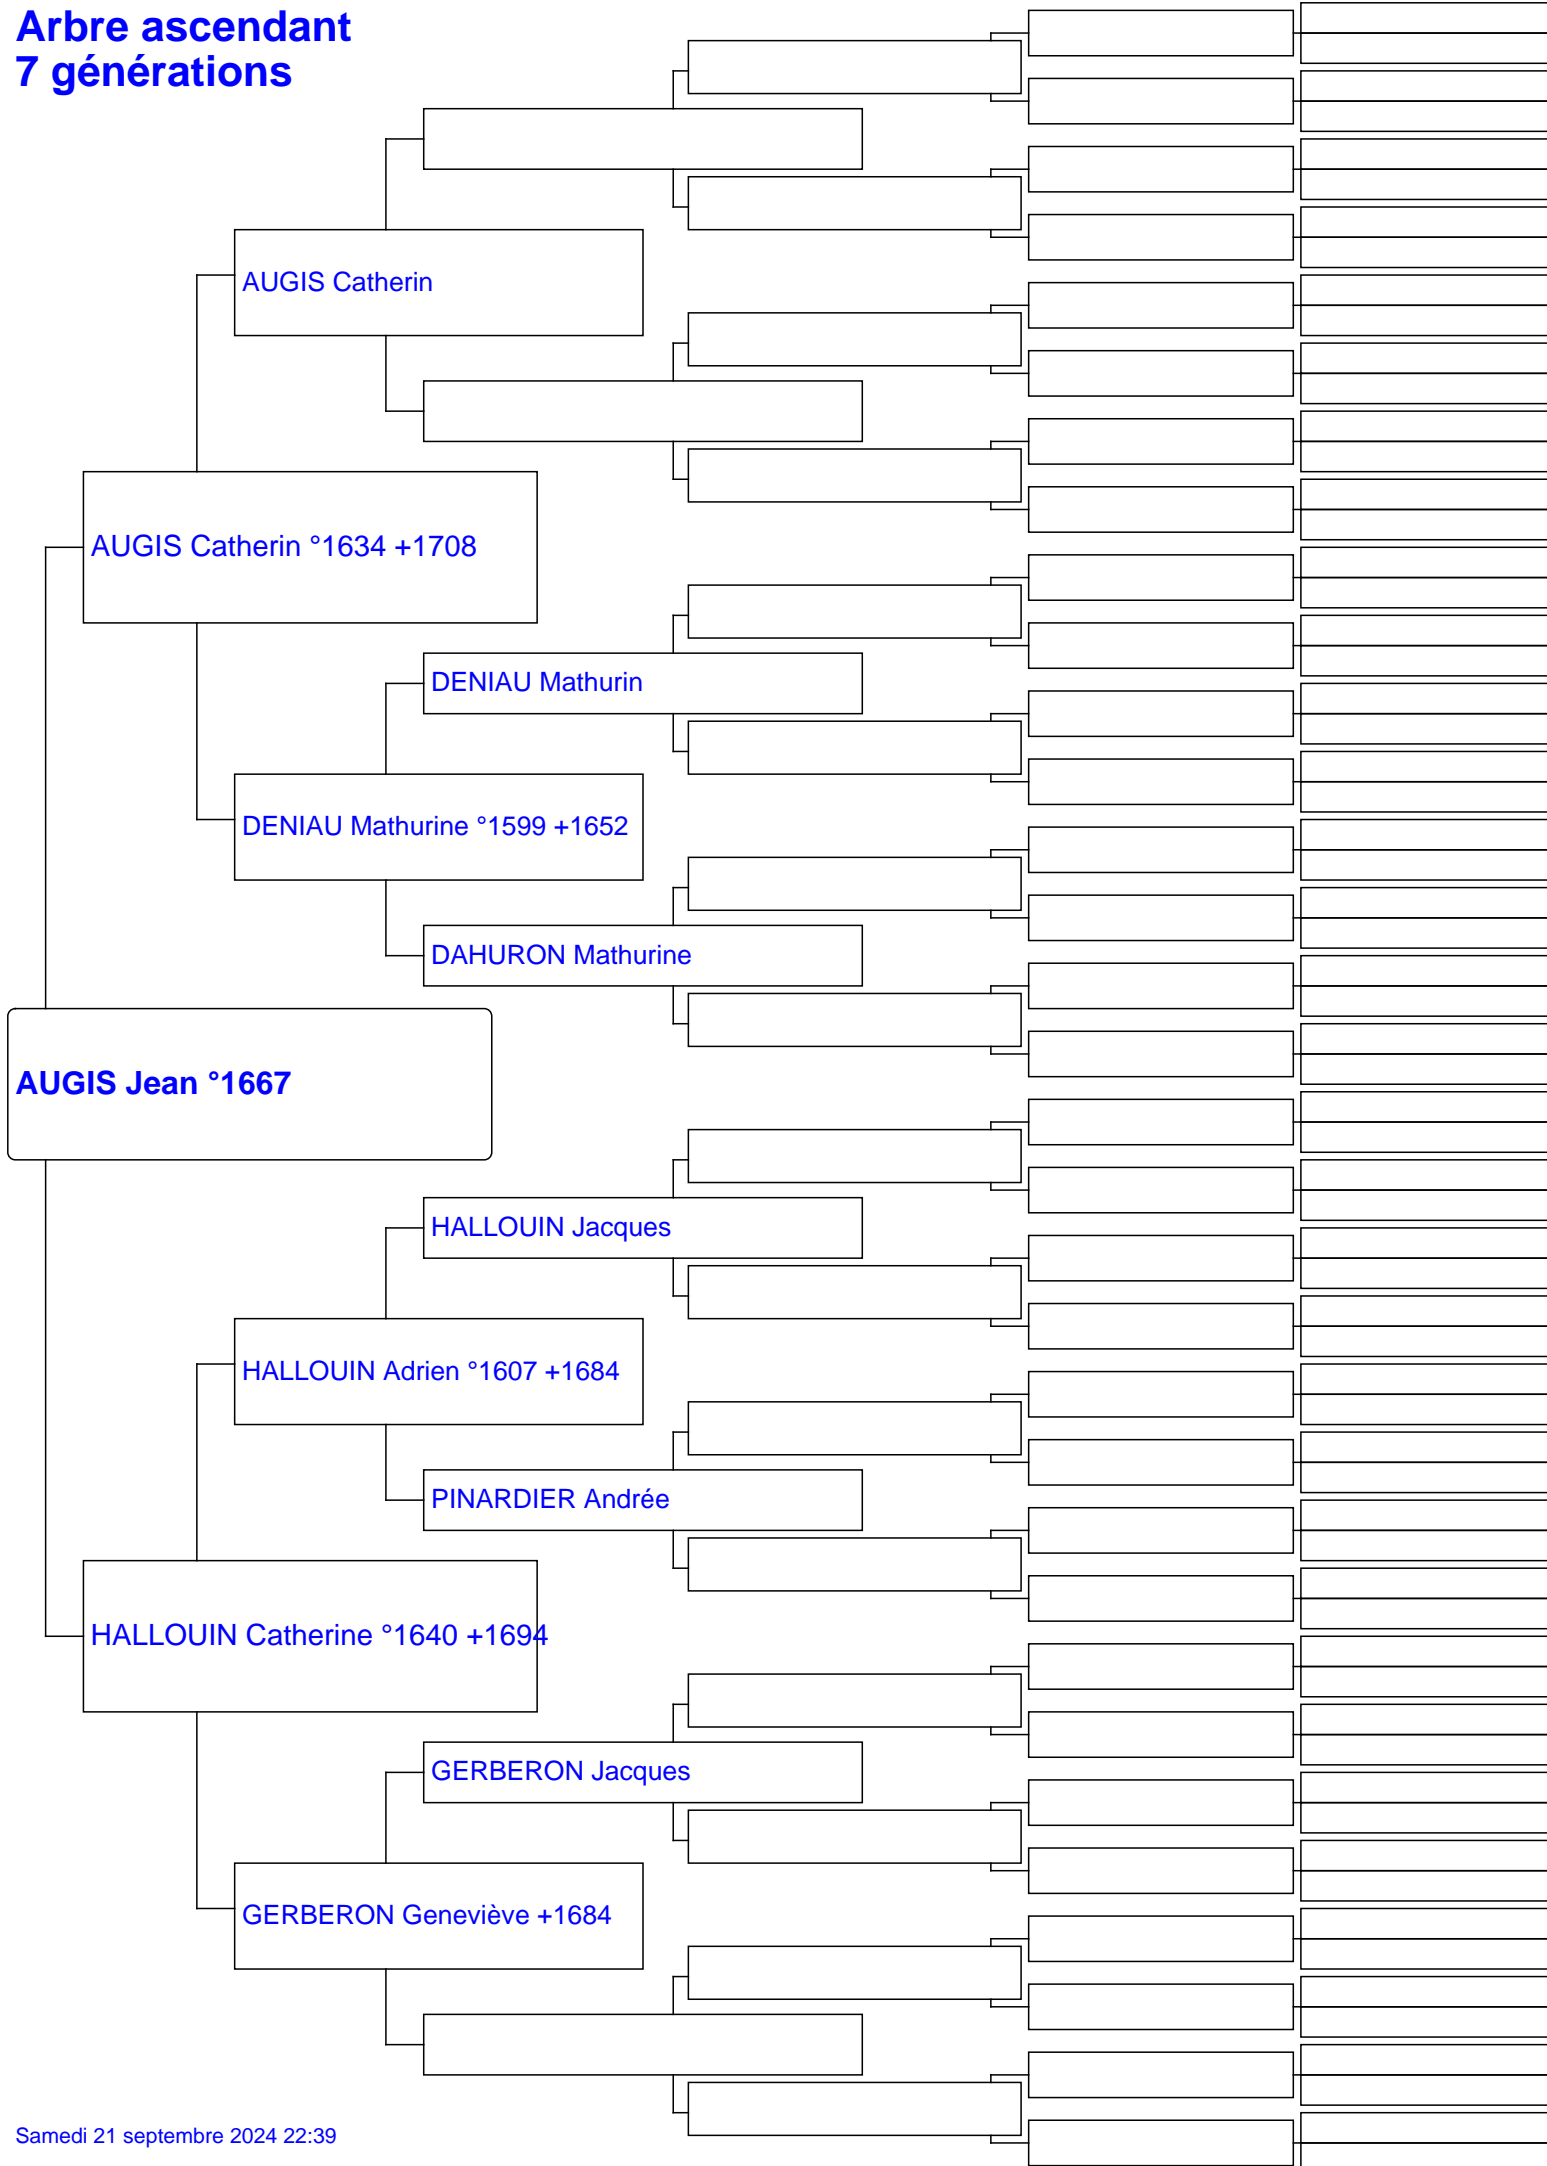 Arbre ascendant
7 générations
AUGIS Catherin
AUGIS Catherin °1634 +1708
DENIAU Mathurin
DENIAU Mathurine °1599 +1652
DAHURON Mathurine
AUGIS Jean °1667
HALLOUIN Jacques
HALLOUIN Adrien °1607 +1684
PINARDIER Andrée
HALLOUIN Catherine °1640 +1694
GERBERON Jacques
GERBERON Geneviève +1684
Samedi 21 septembre 2024 22:39